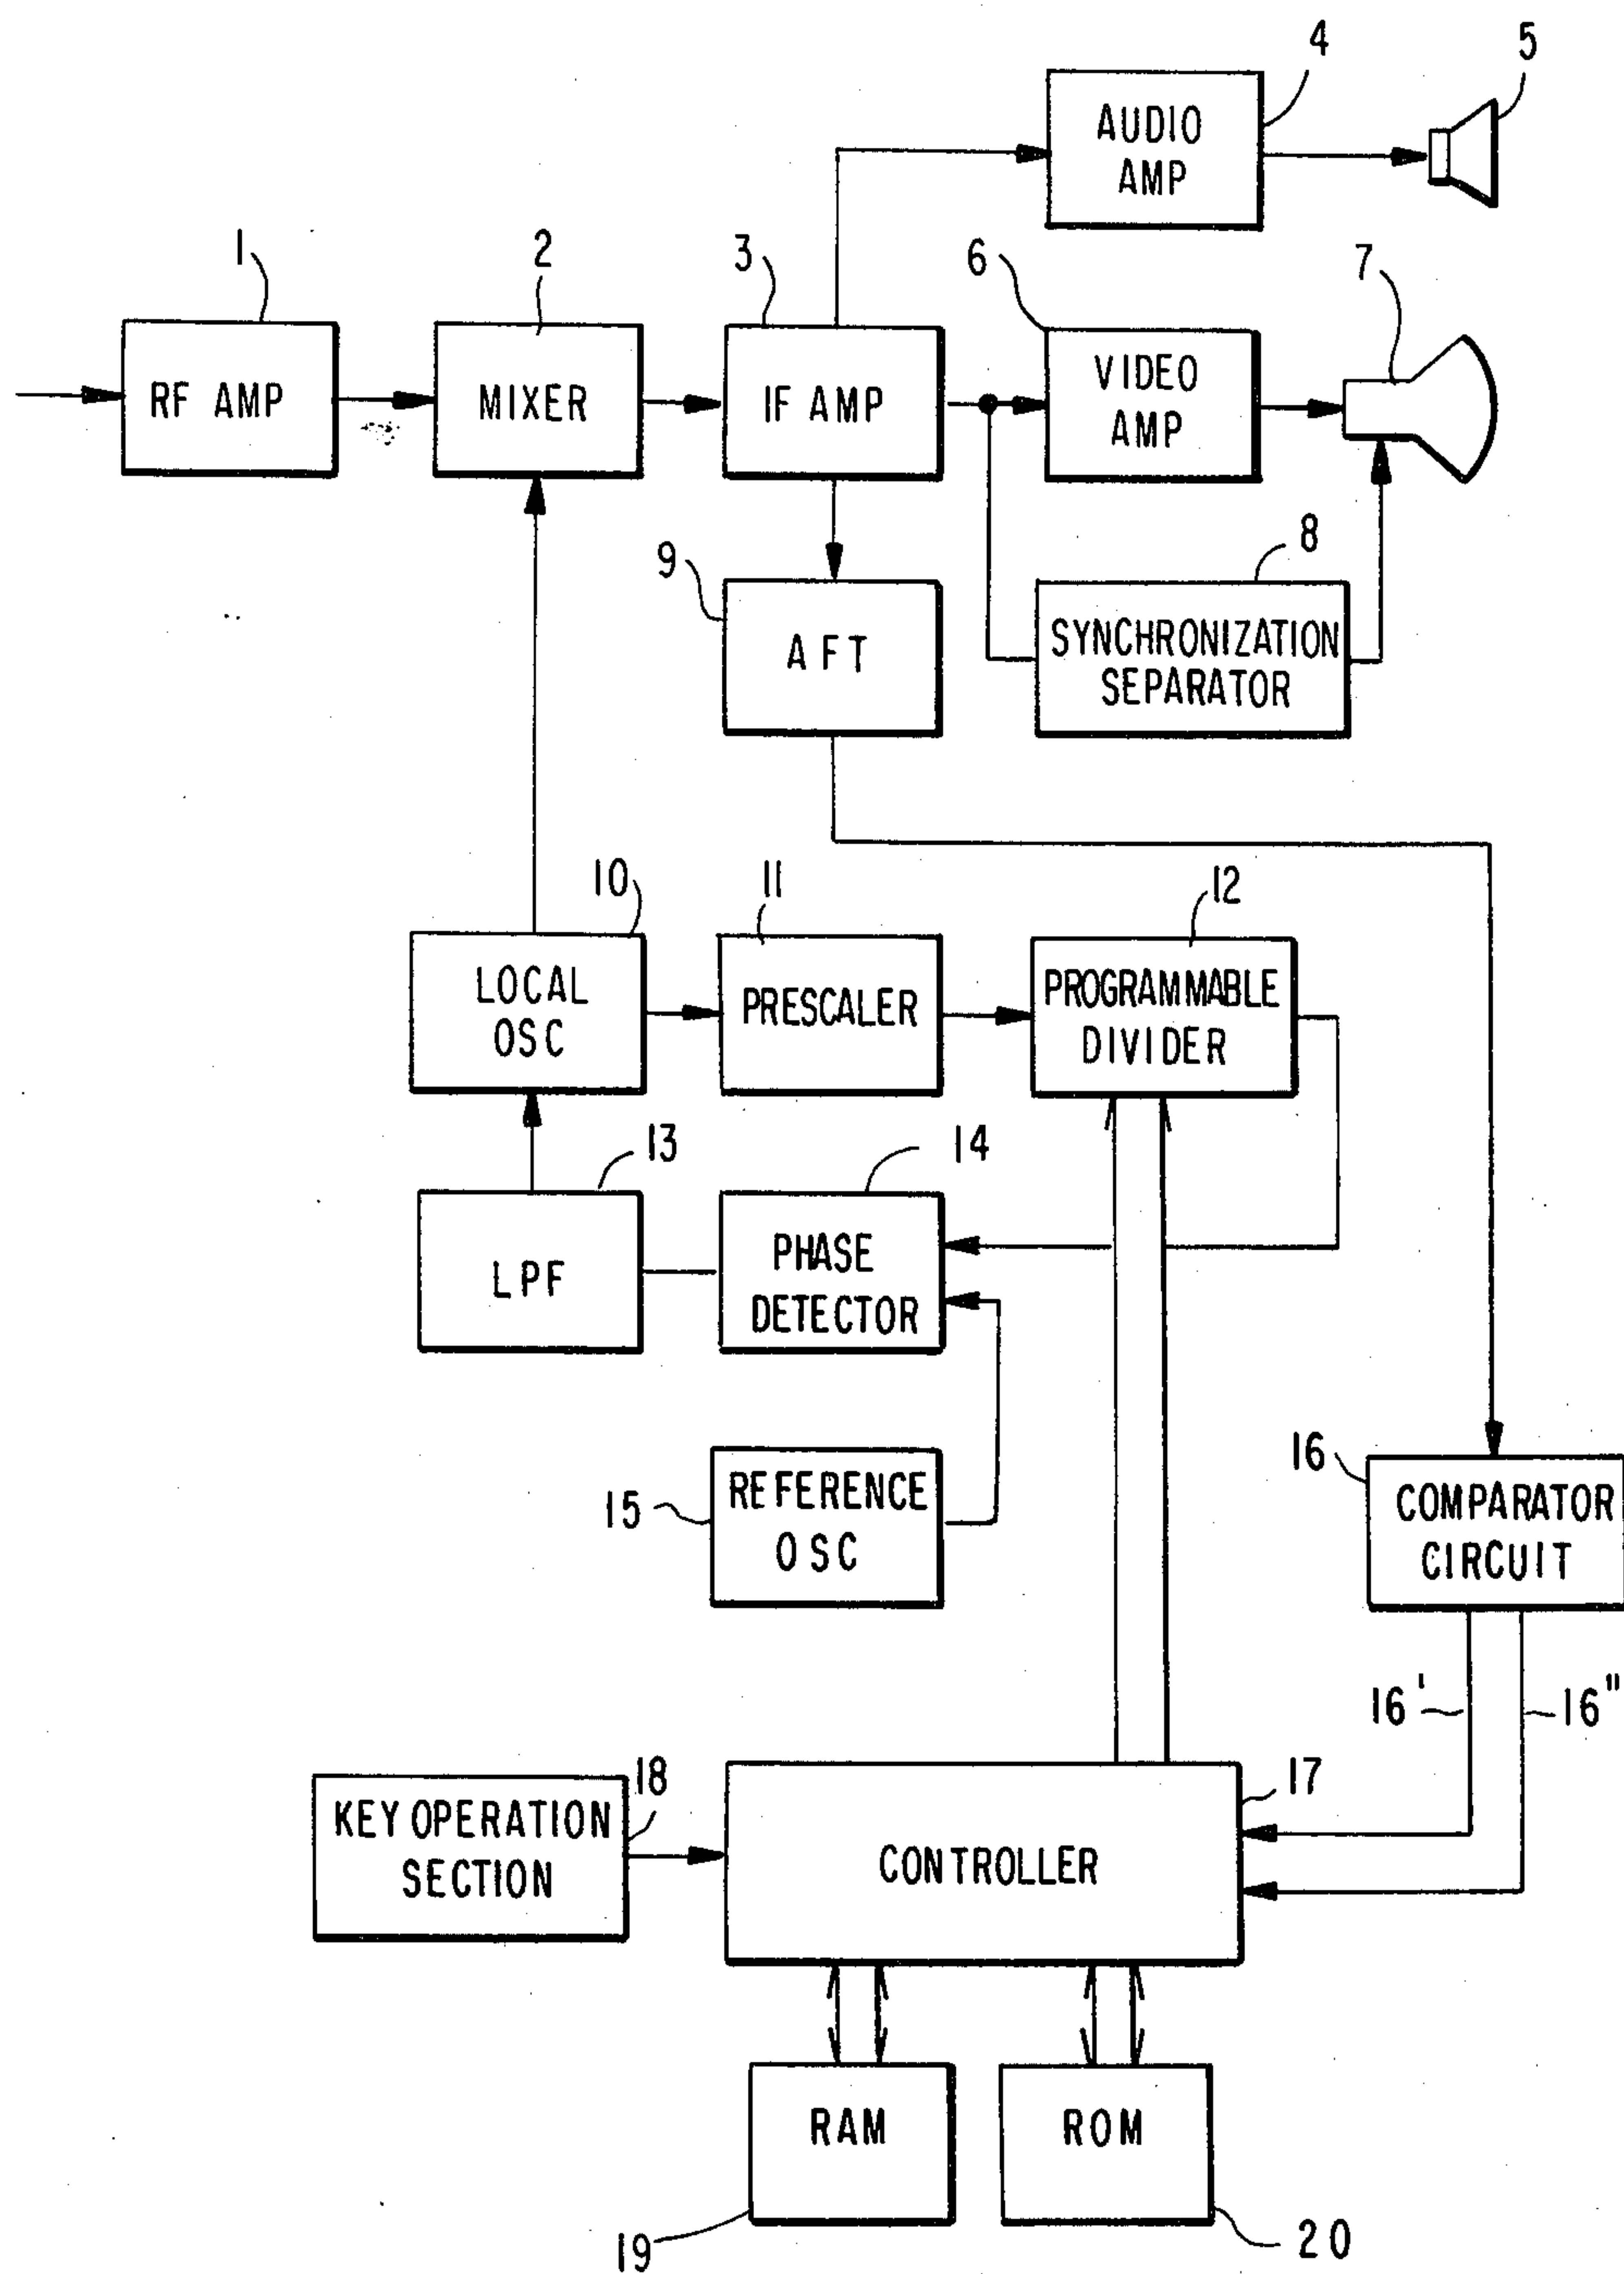 4
5
AUDIO
AMP
1
2
3
6
7
RF AMP
MIXER
IF AMP
VIDEO
AMP
9
8
AFT
SYNCHRONIZATION
SEPARATOR
10
11
12
LOCAL
OSC
PRESCALER
PROGRAMMABLE
DIVIDER
13
14
LPF
PHASE
DETECTOR
15
REFERENCE
OSC
16
COMPARATOR
CIRCUIT
16'
16"
18
17
KEY OPERATION
SECTION
CONTROLLER
RAM
ROM
19
20